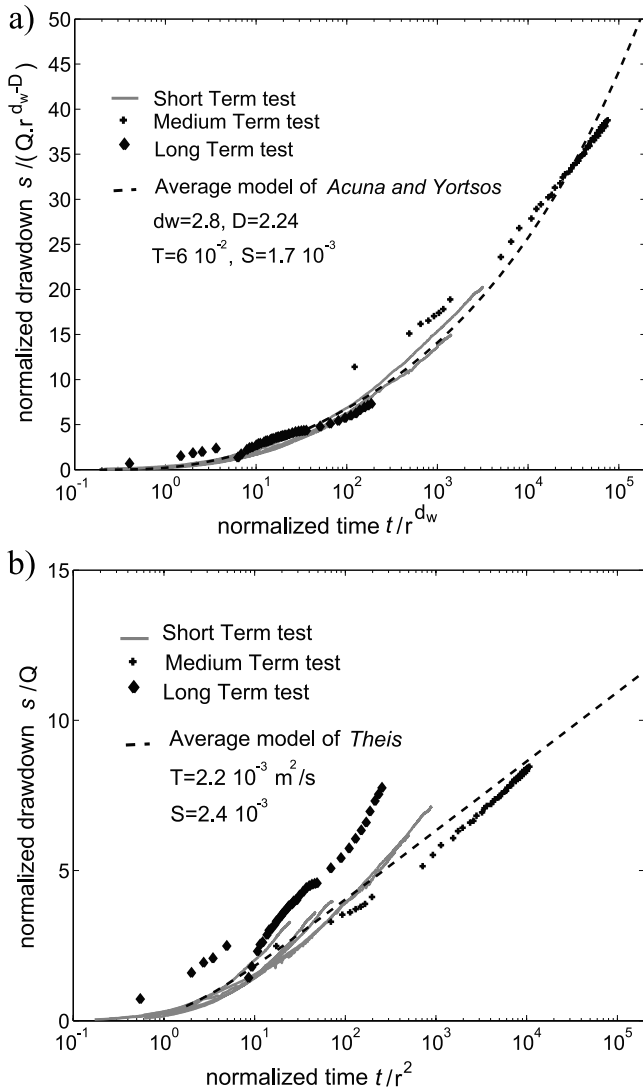 a)
50
45
40
35
30
25
20
15
10
5
0
normalized drawdown s /(Q.r^dw-D)
Short Term test
Medium Term test
Long Term test
Average model of Acuna and Yortsos
dw=2.8, D=2.24
T=6 10^-2, S=1.7 10^-3
10^-1 10^0 10^1 10^2 10^3 10^4 10^5
normalized time t/r^dw
b)
15
10
5
0
normalized drawdown s/Q
Short Term test
Medium Term test
Long Term test
Average model of Theis
T=2.2 10^-3 m^2/s
S=2.4 10^-3
10^-1 10^0 10^1 10^2 10^3 10^4 10^5
normalized time t/r^2